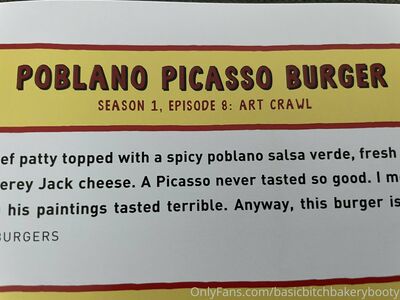 POBLANO PICASSO BURGER
SEASON 1, EPISODE 8: ART CRAWL
ef patty topped with a spicy poblano salsa verde, fresh
erey Jack cheese. A Picasso never tasted so good. I m
his paintings tasted terrible. Anyway, this burger is
BURGERS
OnlyFans.com/basicbitchbakerybooty